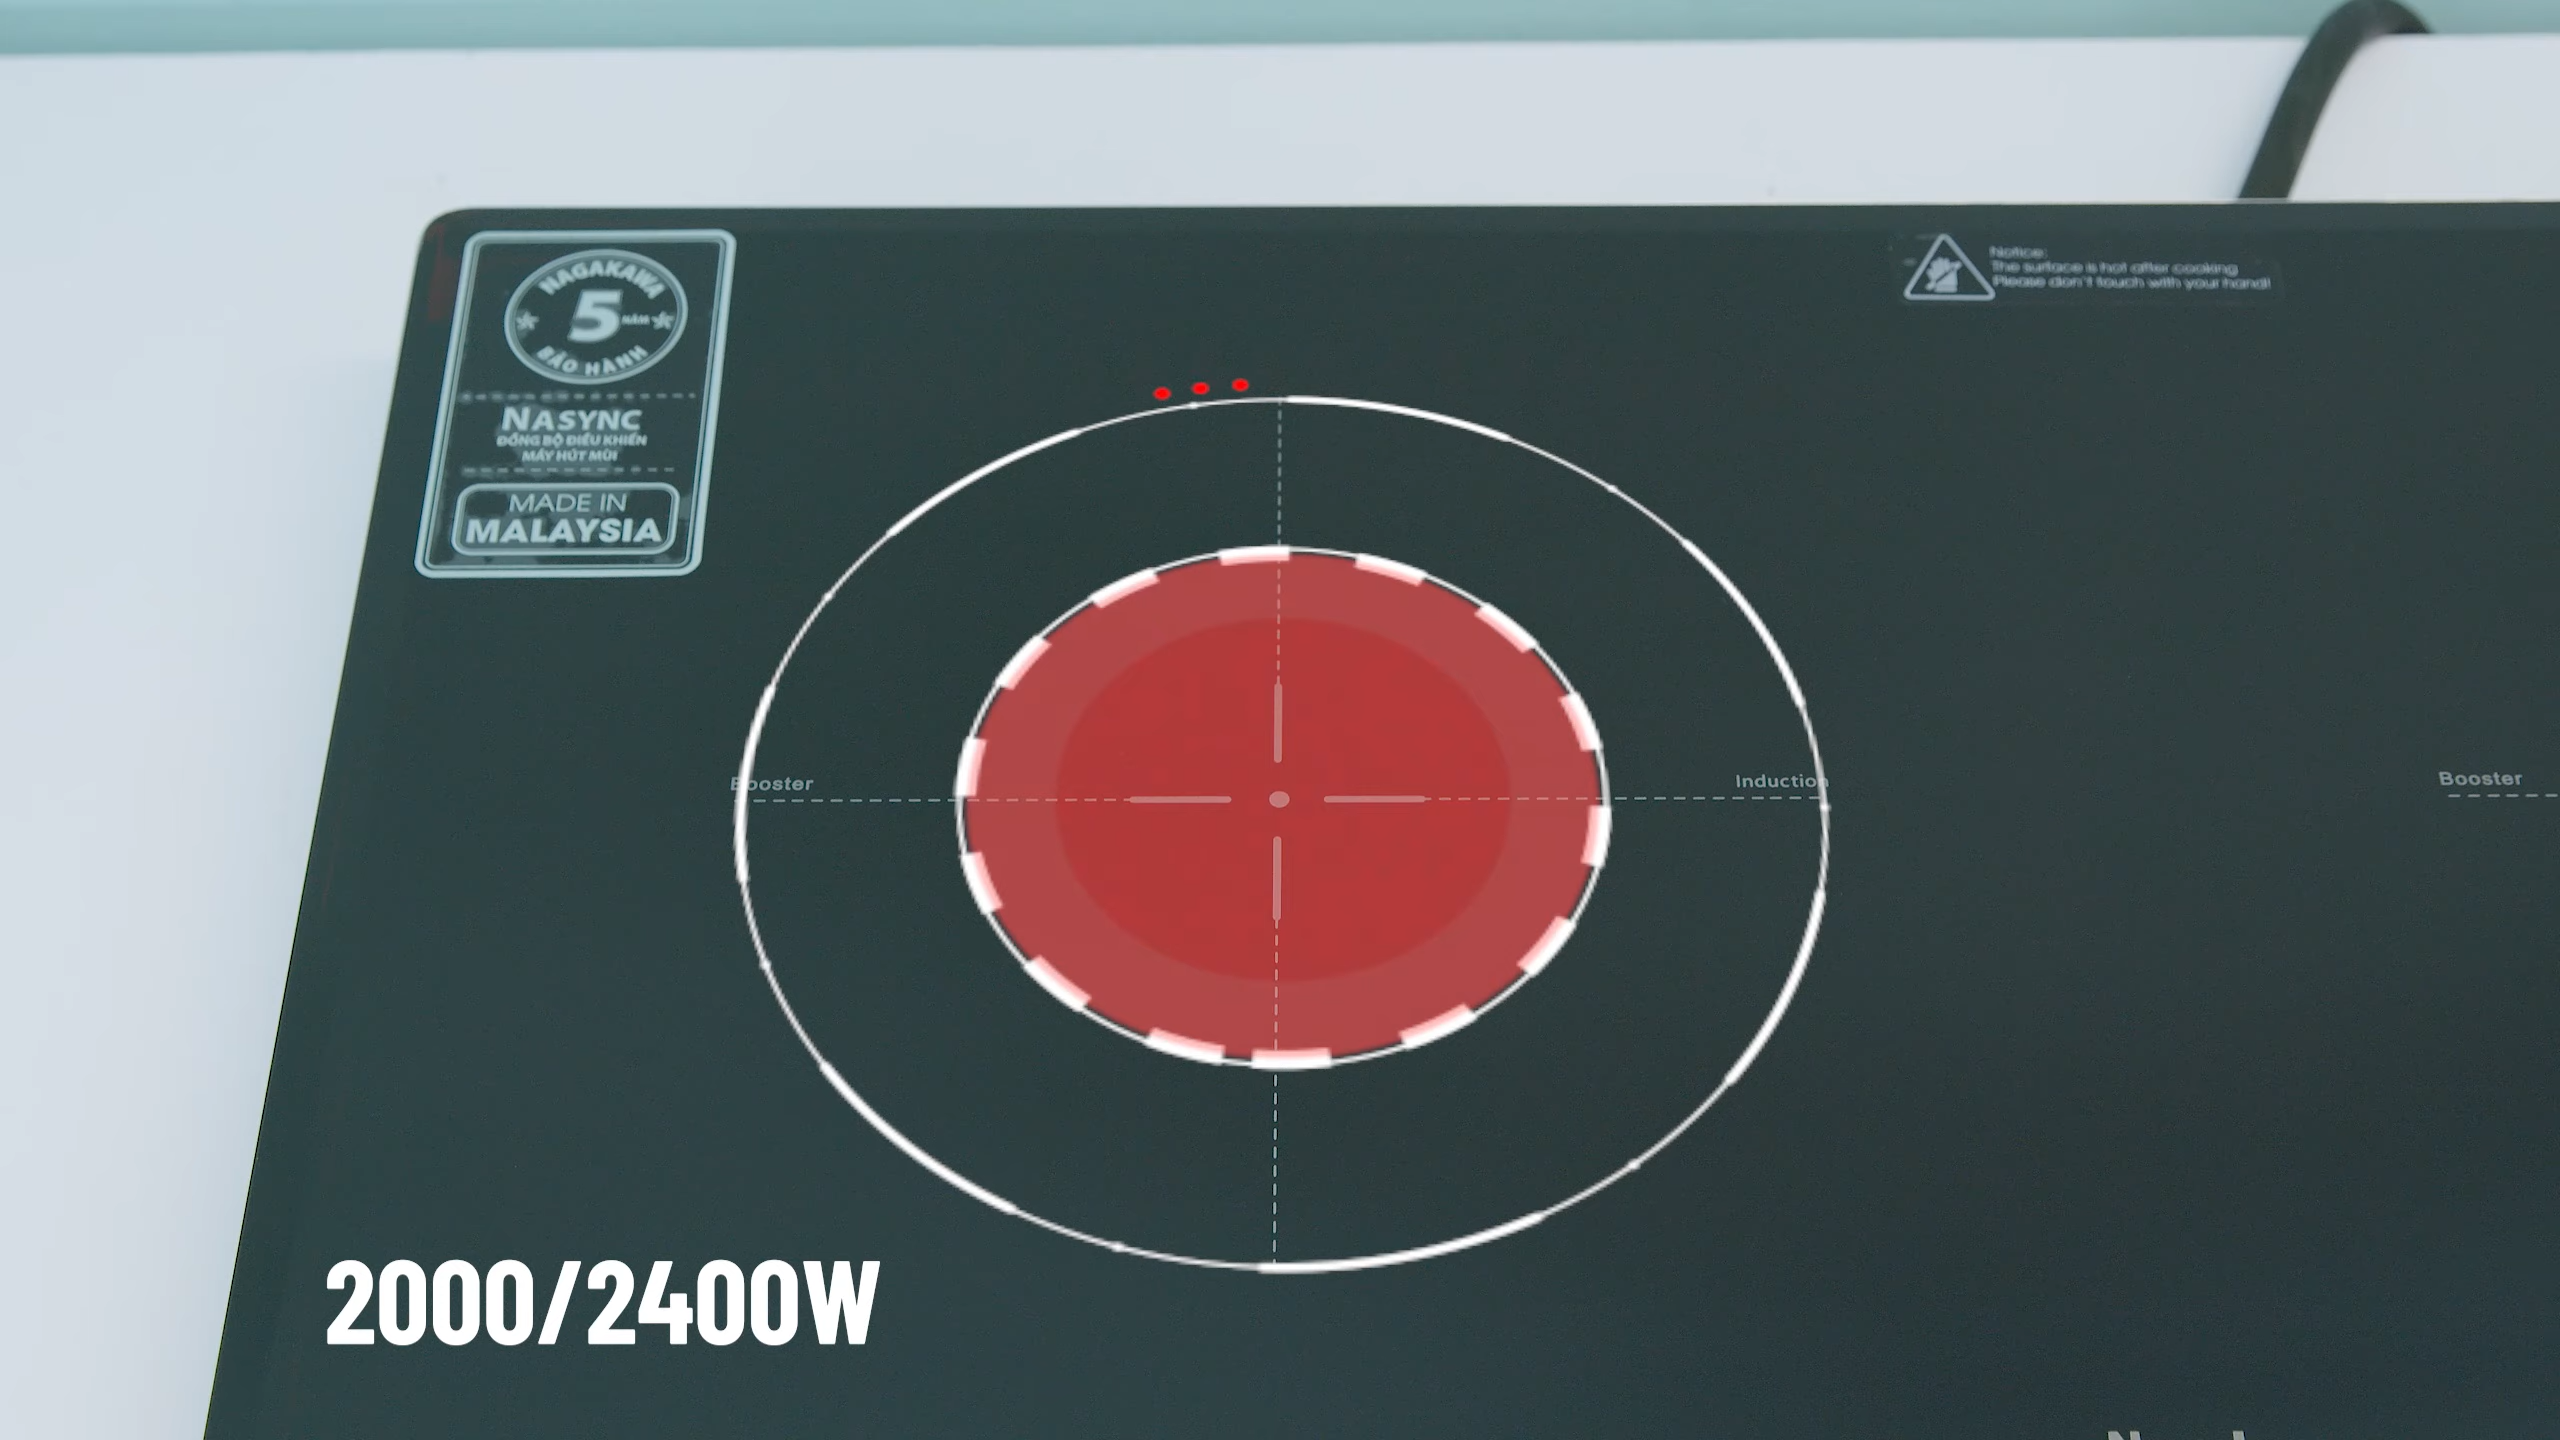 NAGAKAWA
5 NĂM
BẢO HÀNH
NASYNC
ĐỒNG BỘ ĐIỀU KHIỂN
MÁY HÚT MÙI
MADE IN
MALAYSIA
Notice:
The surface is hot after cooking
Please don't touch with your hand!
Booster
Induction
Booster
2000/2400W